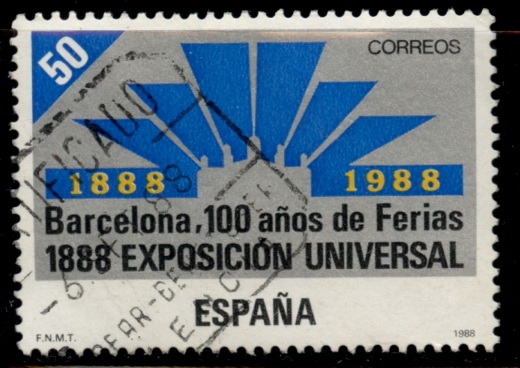 50
CORREOS
1888 1988
Barcelona, 100 años de Ferias
1888 EXPOSICIÓN UNIVERSAL
ESPAÑA
F.N.M.T. 1988